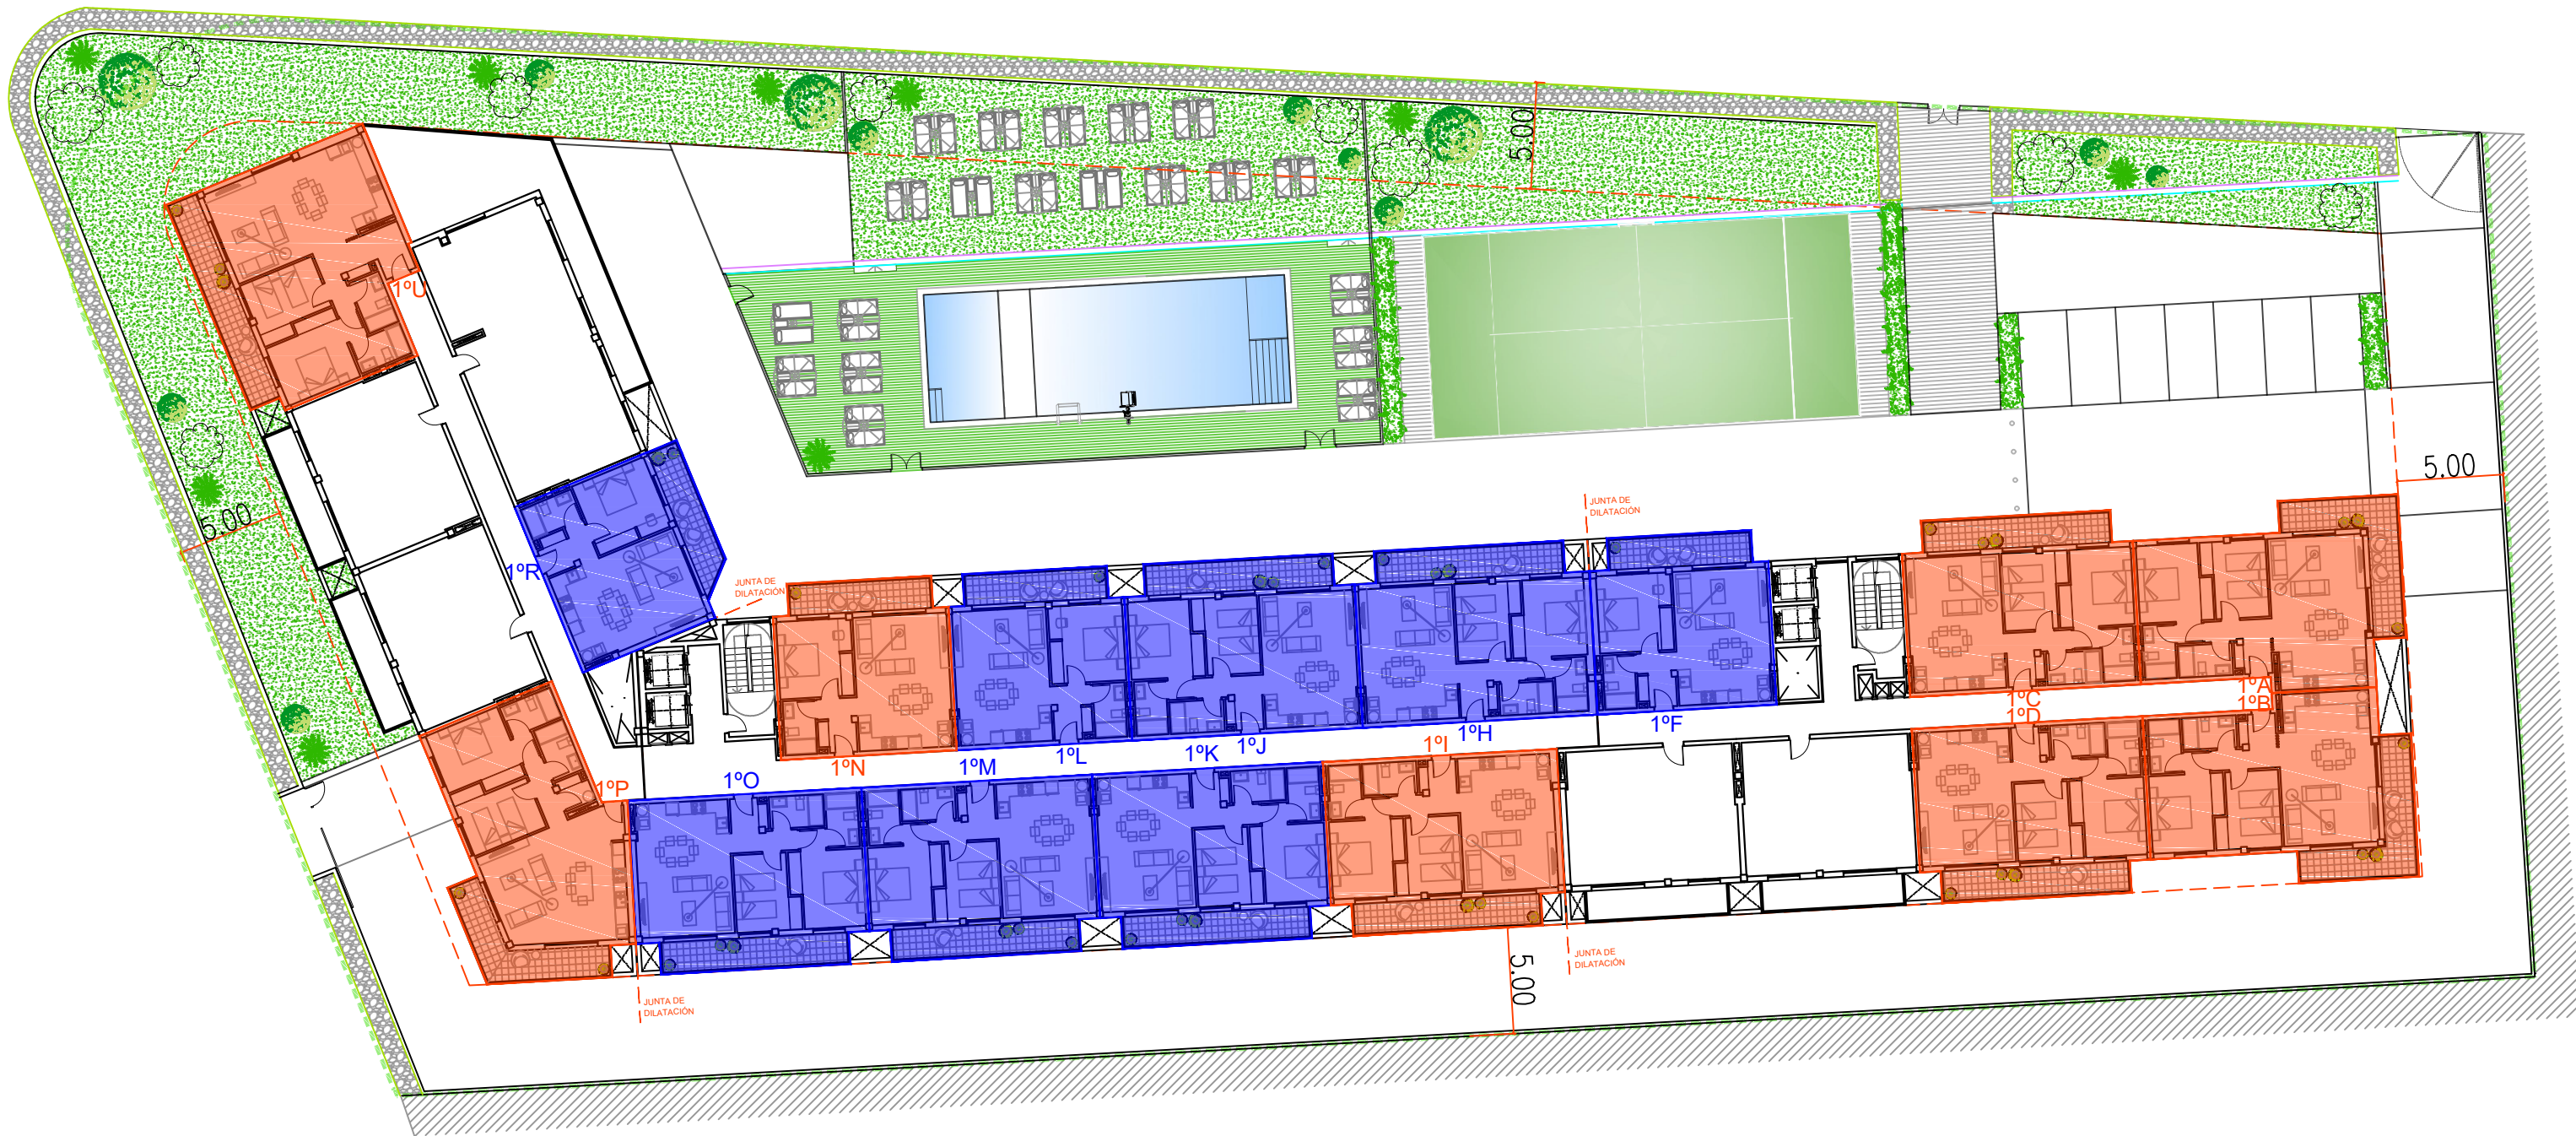 5.00
1ºU
5.00
5.00
JUNTA DE
DILATACIÓN
1ºR
JUNTA DE
DILATACIÓN
1ºA
1ºC
1ºB
1ºD
1ºF
1ºH
1ºI
1ºJ
1ºK
1ºL
1ºM
1ºN
1ºO
1ºP
JUNTA DE
DILATACIÓN
5.00
JUNTA DE
DILATACIÓN